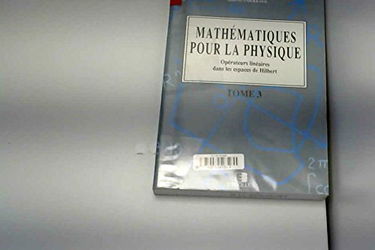 MATHÉMATIQUES
POUR LA PHYSIQUE
Opérateurs linéaires
dans les espaces de Hilbert
TOME 3